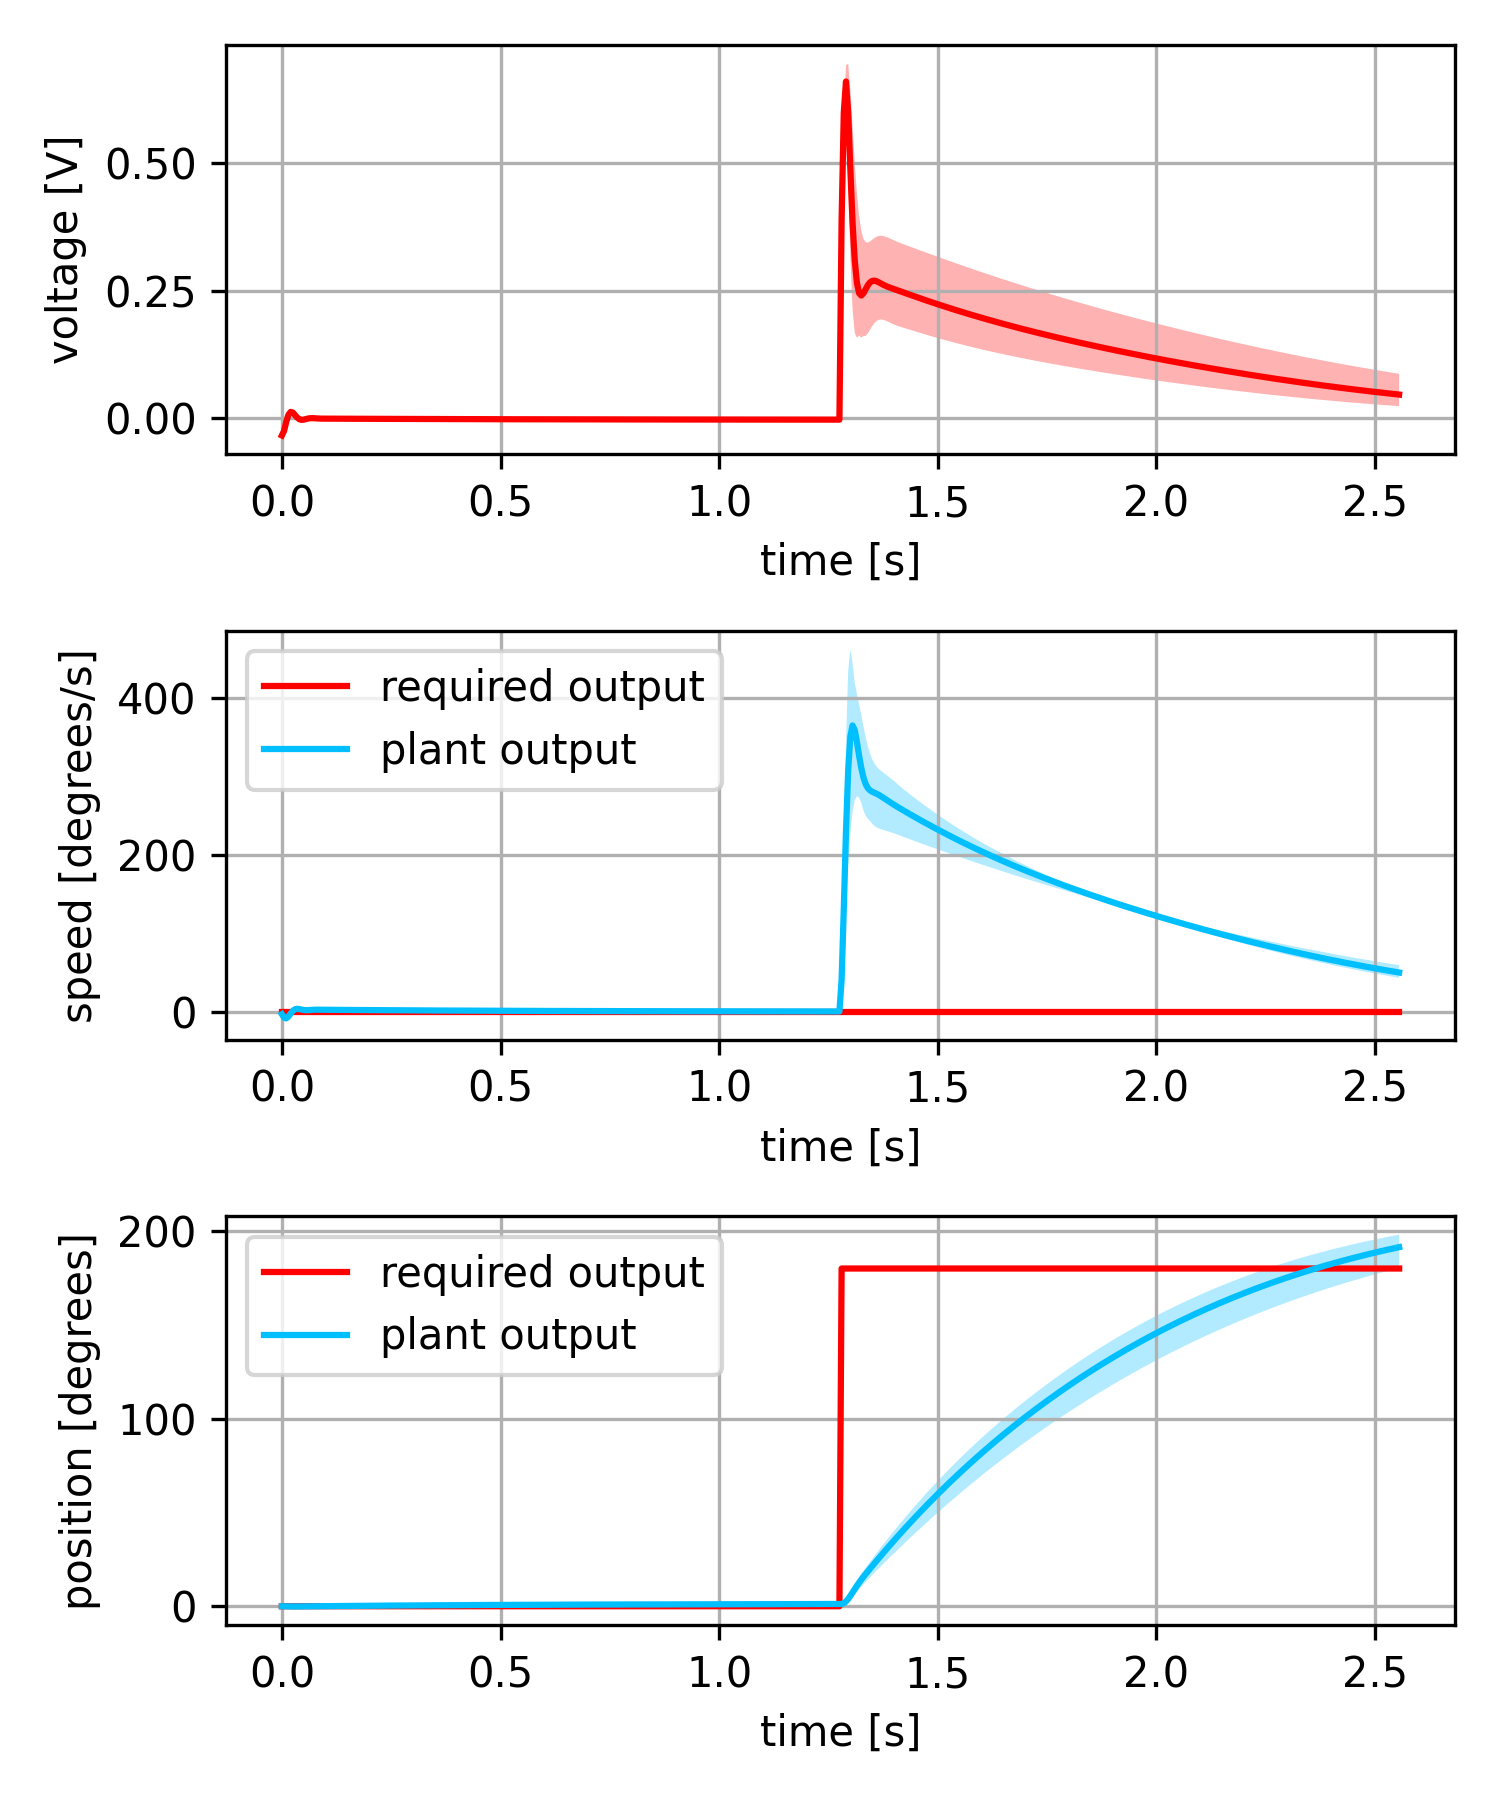 voltage [V]
0.50
0.25
0.00
0.0 0.5 1.0 1.5 2.0 2.5
time [s]
speed [degrees/s]
required output
plant output
400
200
0
0.0 0.5 1.0 1.5 2.0 2.5
time [s]
position [degrees]
required output
plant output
200
100
0
0.0 0.5 1.0 1.5 2.0 2.5
time [s]